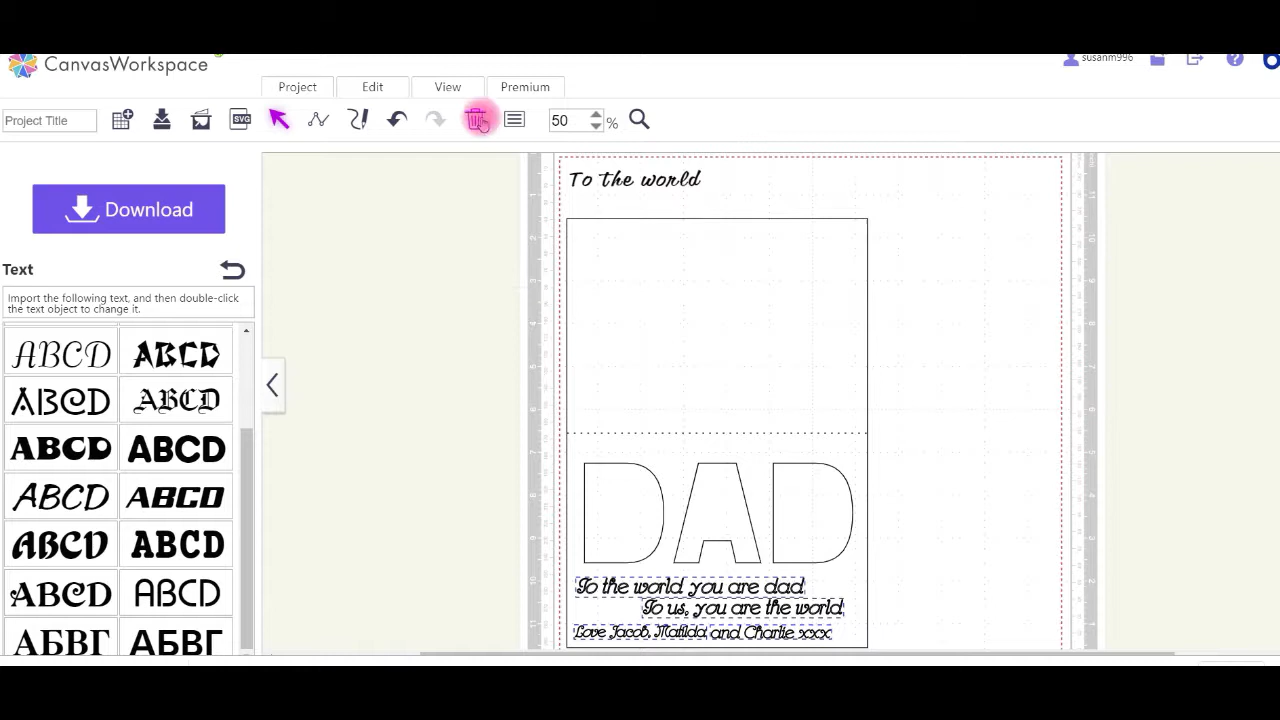 CanvasWorkspace
susanm996
Project Edit View Premium
Project Title
SVG
50 %
Download
Text
Import the following text, and then double-click
the text object to change it.
ABCD ABCD
ABCD ABCD
ABCD ABCD
ABCD ABCD
ABCD ABCD
ABCD ABCD
АБВГ АБВГ
To the world
DAD
To the world you are dad
To us, you are the world
Love Jacob, Matilda and Charlie xxx